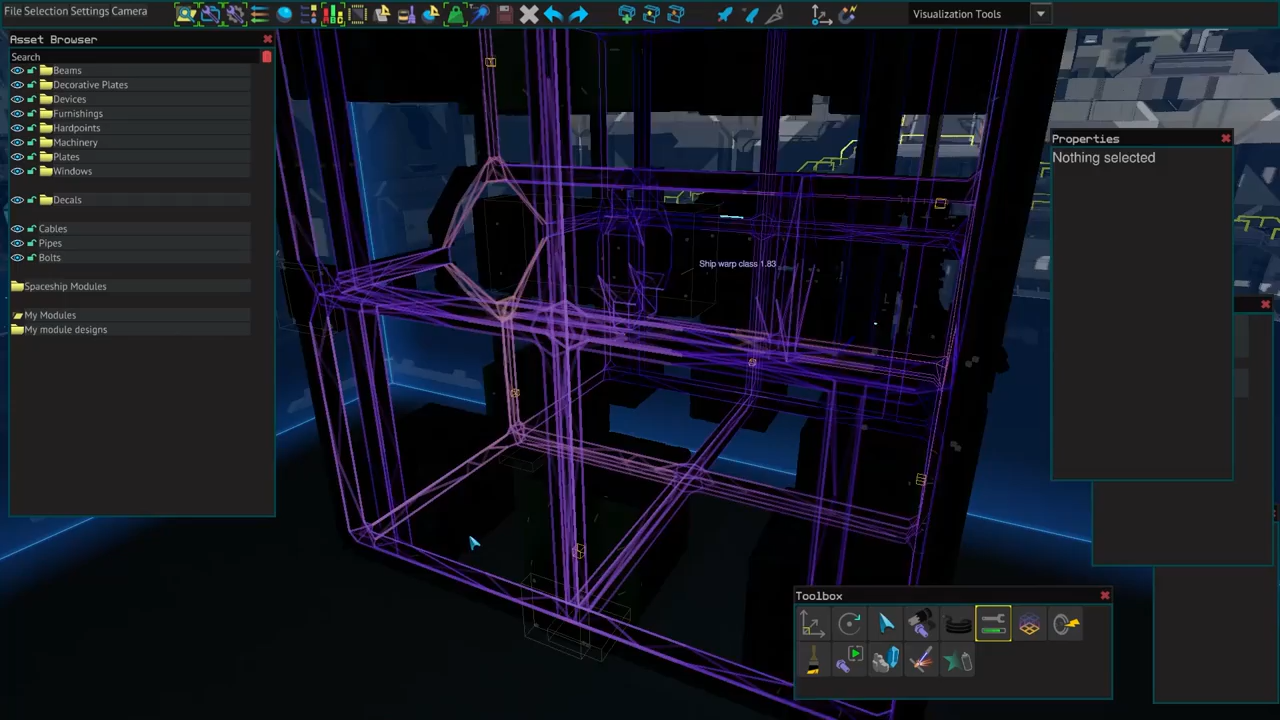 File Selection Settings Camera
Visualization Tools
Asset Browser
Search
Beams
Decorative Plates
Devices
Furnishings
Hardpoints
Machinery
Plates
Windows
Decals
Cables
Pipes
Bolts
Spaceship Modules
My Modules
My module designs
Ship warp class 1.83
Properties
Nothing selected
Toolbox